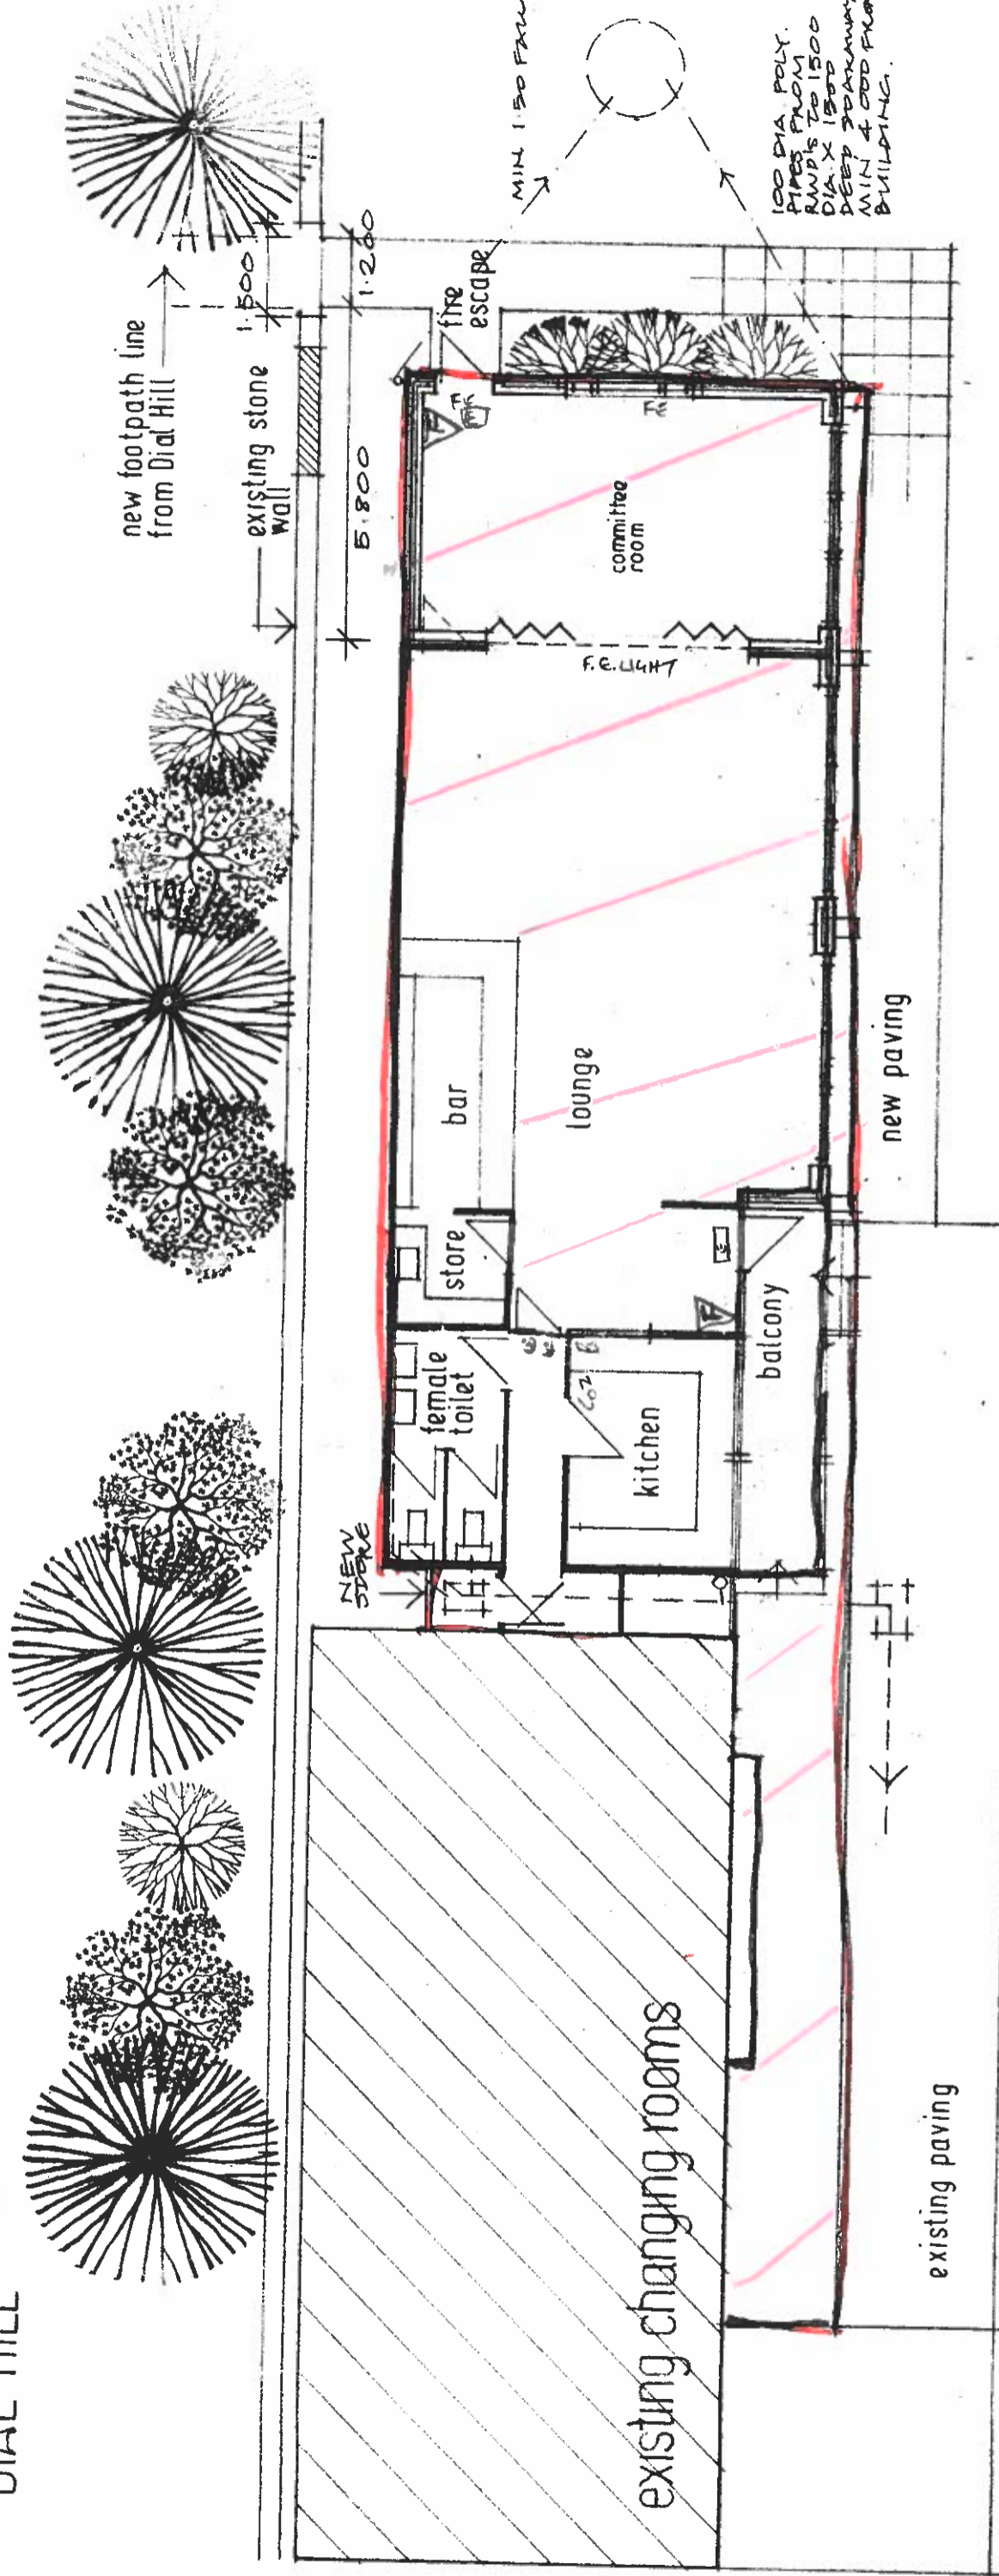 DIAL HILL
new footpath line
from Dial Hill
existing stone
wall
1·500
1·200
5·800
fire
escape
MIN 1:50 FALL
100 DIA. POLY.
PIPES FROM
RWP'S TO 1500
DIA. X 1500
DEEP SOAKAWAY
MIN 4·000 FROM
BUILDING.
F
FE
E
FE
committee
room
F.E. LIGHT
bar
lounge
store
female
toilet
NEW
STORE
CO2
B
kitchen
F
E
balcony
new paving
existing changing rooms
existing paving